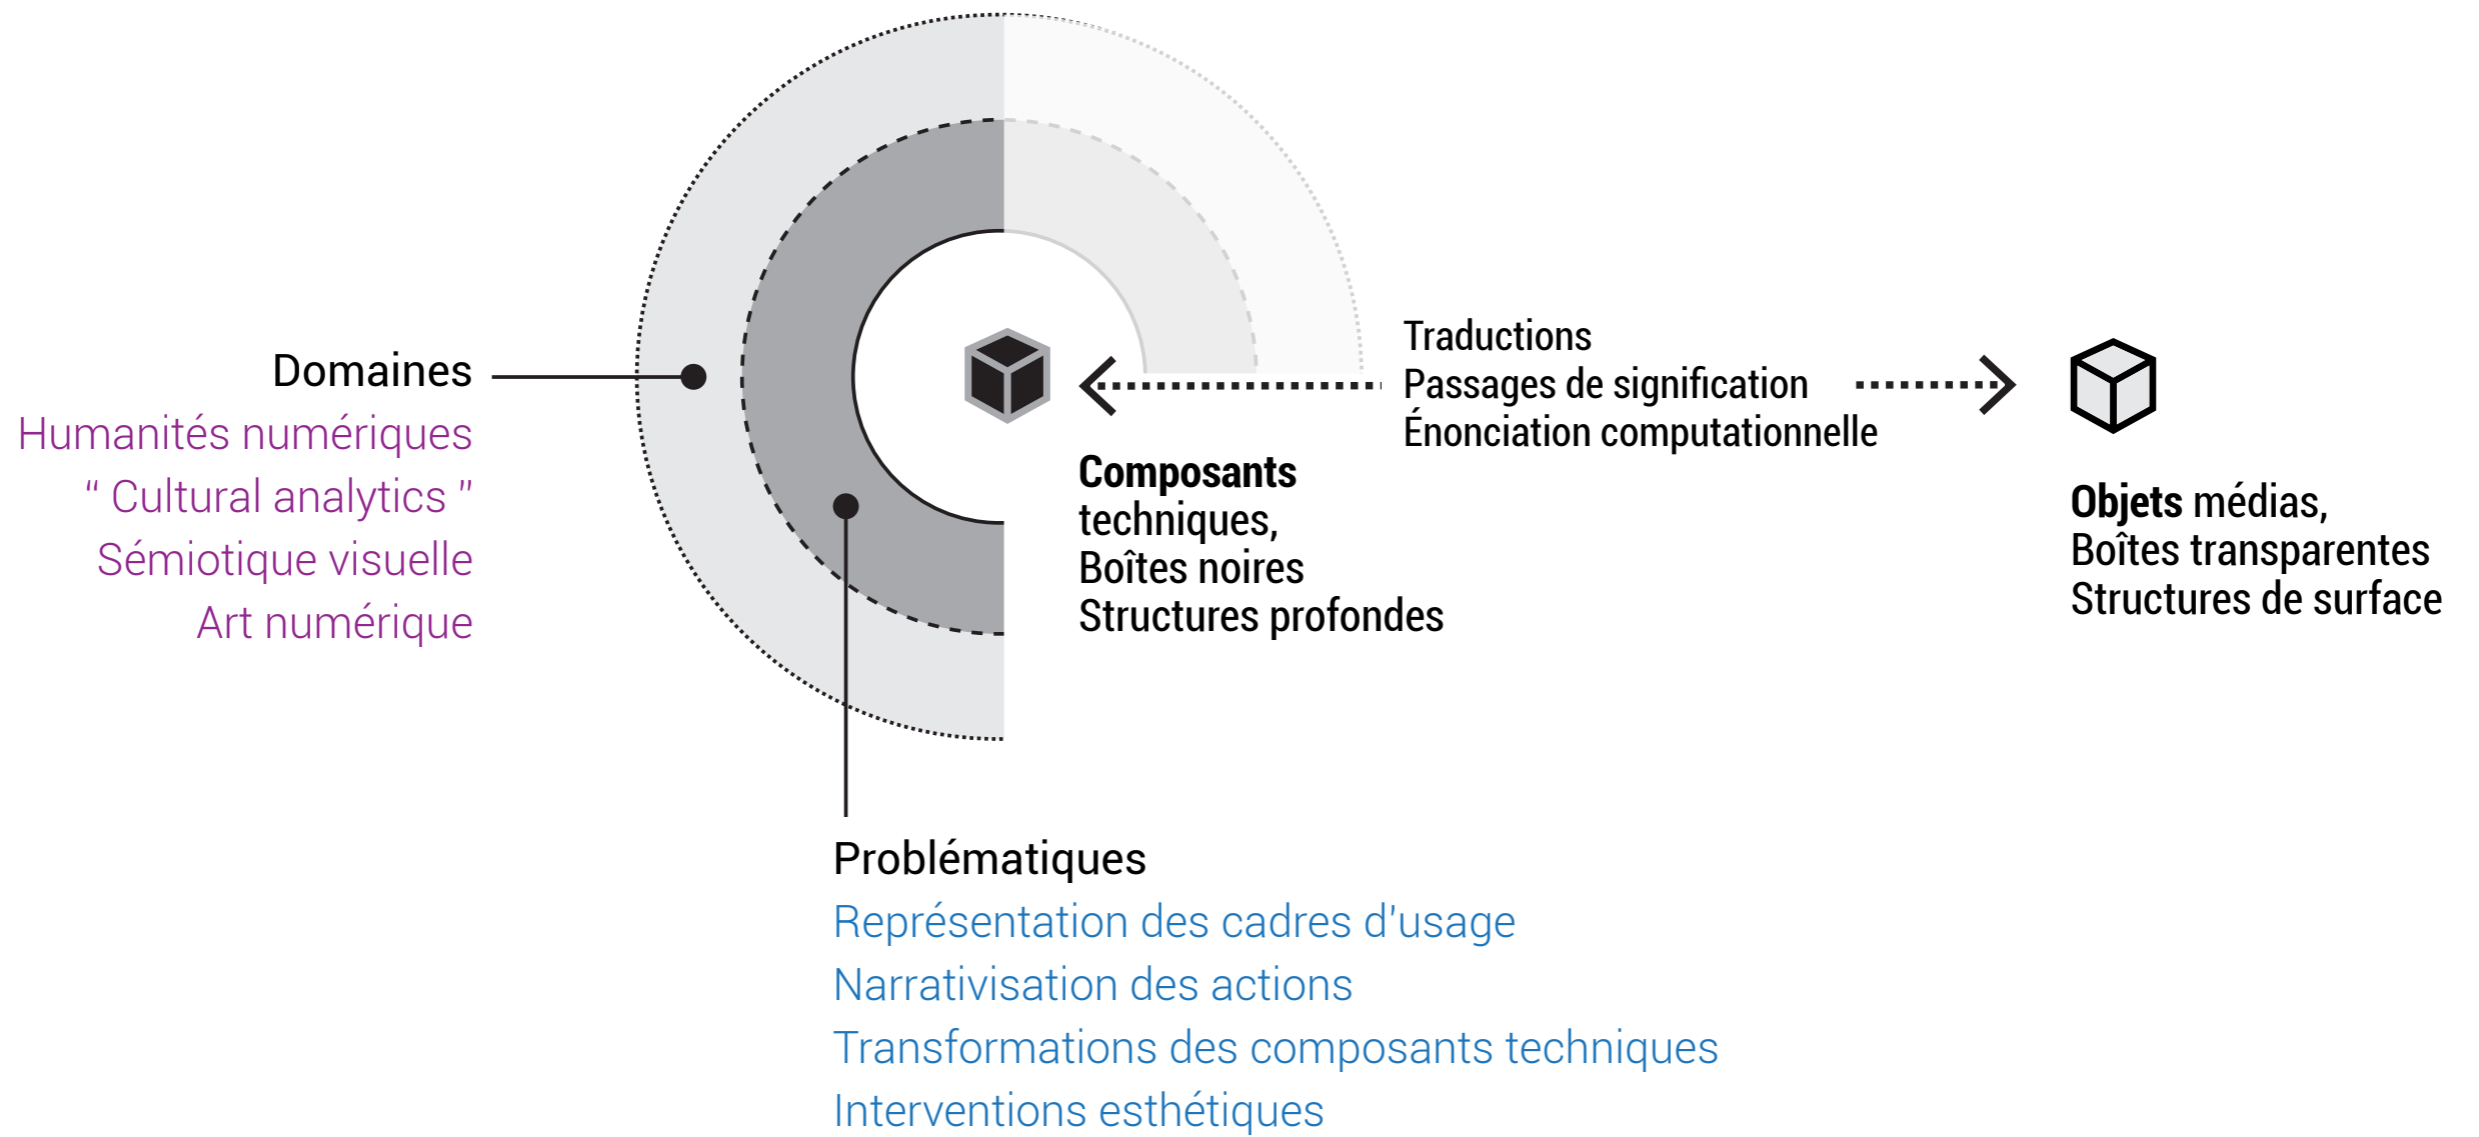 Domaines
Humanités numériques
“ Cultural analytics ”
Sémiotique visuelle
Art numérique
Traductions
Passages de signification
Énonciation computationnelle
Composants
techniques,
Boîtes noires
Structures profondes
Objets médias,
Boîtes transparentes
Structures de surface
Problématiques
Représentation des cadres d'usage
Narrativisation des actions
Transformations des composants techniques
Interventions esthétiques